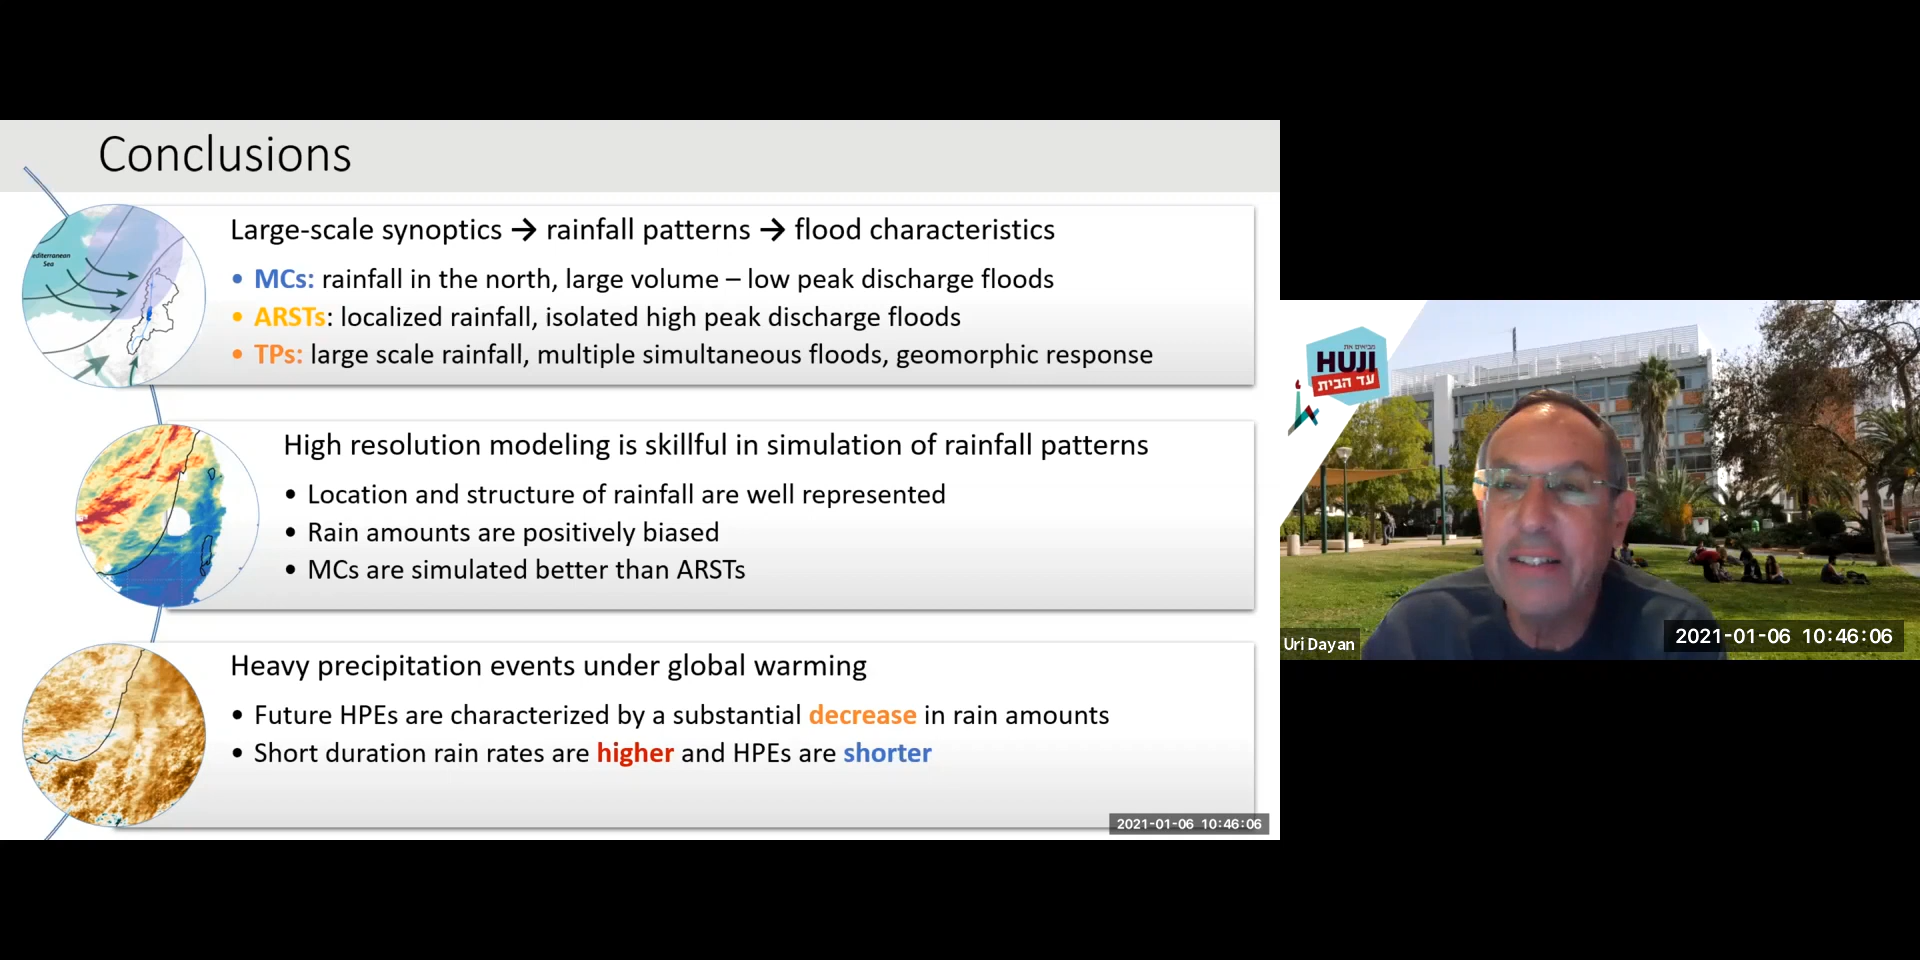 Conclusions
editerranean
Sea
Large-scale synoptics → rainfall patterns → flood characteristics
• MCs: rainfall in the north, large volume – low peak discharge floods
• ARSTs: localized rainfall, isolated high peak discharge floods
• TPs: large scale rainfall, multiple simultaneous floods, geomorphic response
High resolution modeling is skillful in simulation of rainfall patterns
• Location and structure of rainfall are well represented
• Rain amounts are positively biased
• MCs are simulated better than ARSTs
Heavy precipitation events under global warming
• Future HPEs are characterized by a substantial decrease in rain amounts
• Short duration rain rates are higher and HPEs are shorter
2021-01-06 10:46:06
מביאים את
HUJI
עד הבית
Uri Dayan
2021-01-06 10:46:06